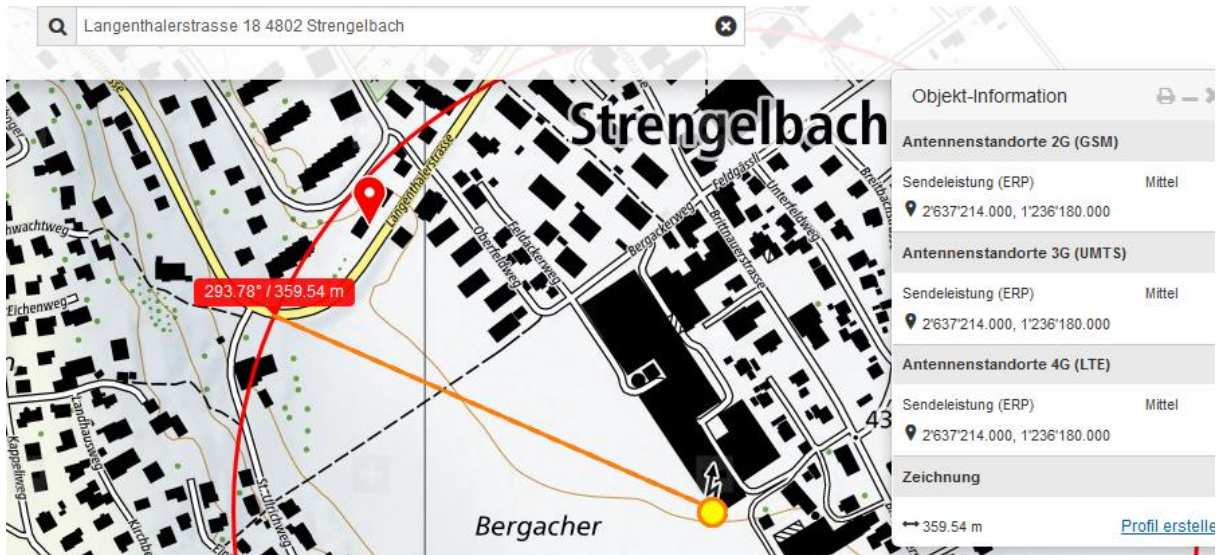 Langenthalerstrasse 18 4802 Strengelbach
Strengelbach
Objekt-Information
Antennenstandorte 2G (GSM)
Sendeleistung (ERP) Mittel
2'637'214.000, 1'236'180.000
Antennenstandorte 3G (UMTS)
Sendeleistung (ERP) Mittel
2'637'214.000, 1'236'180.000
Antennenstandorte 4G (LTE)
Sendeleistung (ERP) Mittel
2'637'214.000, 1'236'180.000
Zeichnung
359.54 m Profil erstelle
Langenthalerstrasse
Feldgässli
Unterfeldweg
hwachtweg
Oberfeldweg
Feldackerweg
Bergackerweg
Brittnauerstrasse
293.78° / 359.54 m
Eichenweg
Landhausweg
Kappeliweg
St. Ulrichweg
43
Bergacher